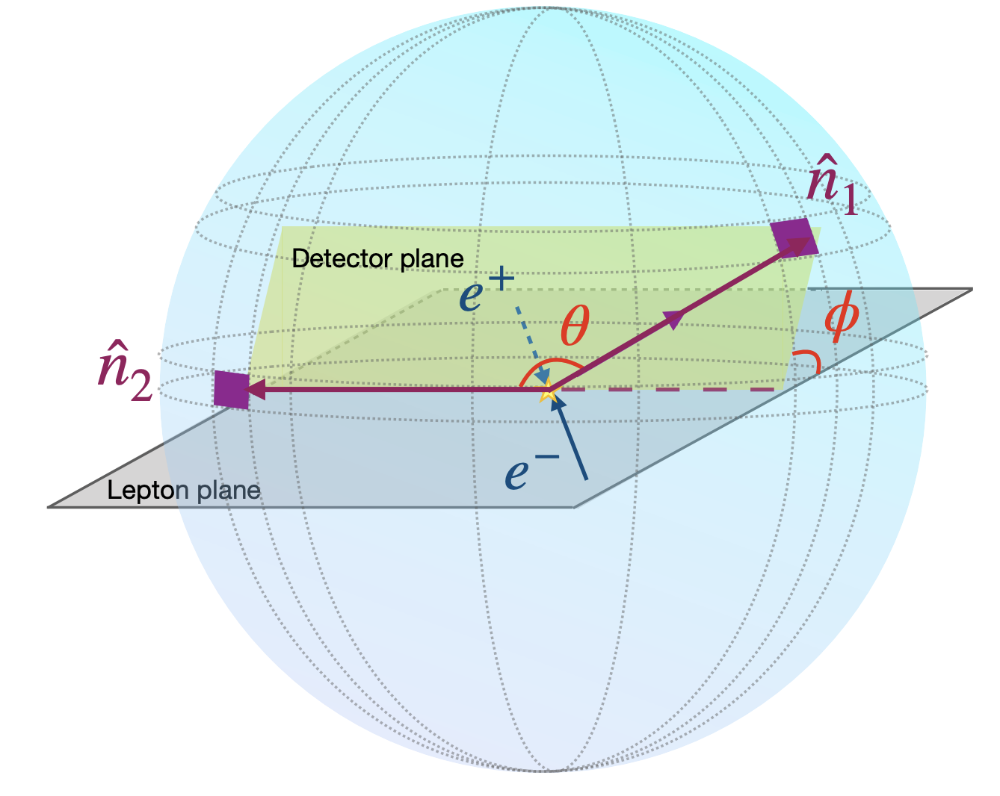 n̂₁
Detector plane
e⁺
θ
ϕ
n̂₂
e⁻
Lepton plane